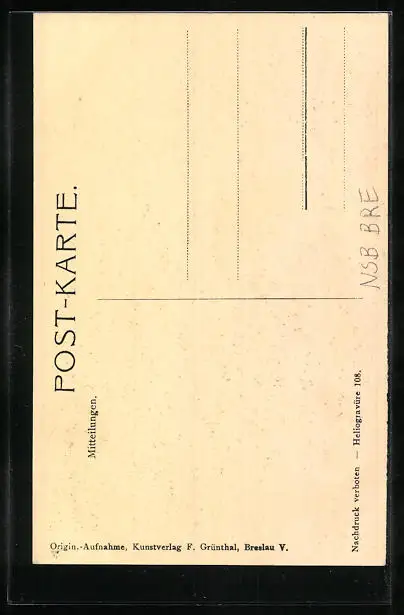 POST-KARTE.
Mitteilungen.
NSB BRE
Nachdruck verboten — Heliogravüre 108.
Origin.-Aufnahme, Kunstverlag F. Grünthal, Breslau V.